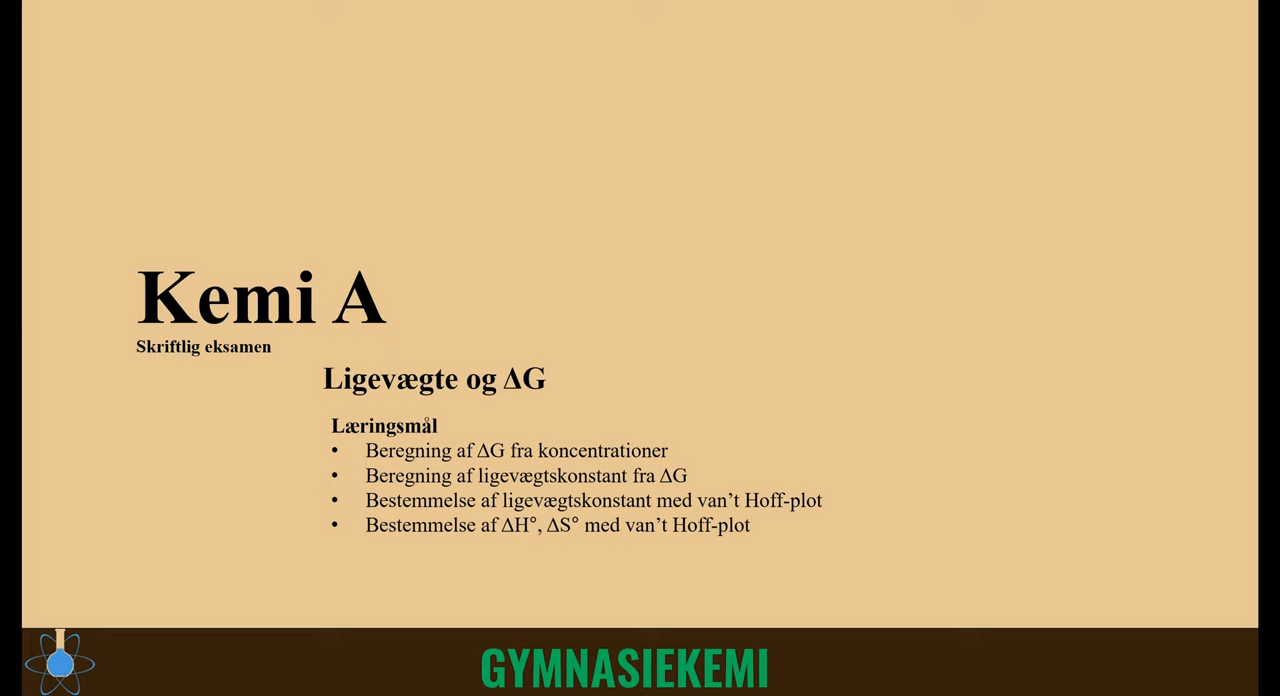 Kemi A
Skriftlig eksamen
Ligevægte og ΔG
Læringsmål
• Beregning af ΔG fra koncentrationer
• Beregning af ligevægtskonstant fra ΔG
• Bestemmelse af ligevægtskonstant med van’t Hoff-plot
• Bestemmelse af ΔH°, ΔS° med van’t Hoff-plot
GYMNASIEKEMI